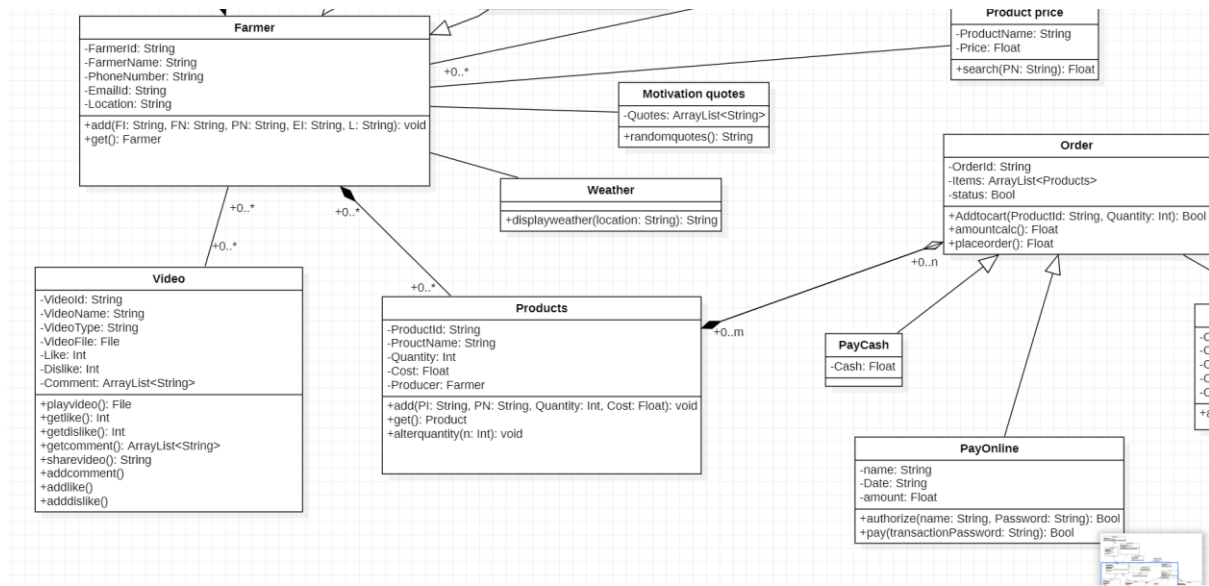 Farmer
-FarmerId: String
-FarmerName: String
-PhoneNumber: String
-EmailId: String
-Location: String
+add(FI: String, FN: String, PN: String, EI: String, L: String): void
+get(): Farmer
+0..*
Product price
-ProductName: String
-Price: Float
+search(PN: String): Float
Motivation quotes
-Quotes: ArrayList<String>
+randomquotes(): String
Weather
+displayweather(location: String): String
Order
-OrderId: String
-Items: ArrayList<Products>
-status: Bool
+Addtocart(ProductId: String, Quantity: Int): Bool
+amountcalc(): Float
+placeorder(): Float
+0..*
+0..*
+0..*
+0..*
+0..n
+0..m
Video
-VideoId: String
-VideoName: String
-VideoType: String
-VideoFile: File
-Like: Int
-Dislike: Int
-Comment: ArrayList<String>
+playvideo(): File
+getlike(): Int
+getdislike(): Int
+getcomment(): ArrayList<String>
+sharevideo(): String
+addcomment()
+addlike()
+adddislike()
Products
-ProductId: String
-ProuctName: String
-Quantity: Int
-Cost: Float
-Producer: Farmer
+add(PI: String, PN: String, Quantity: Int, Cost: Float): void
+get(): Product
+alterquantity(n: Int): void
PayCash
-Cash: Float
PayOnline
-name: String
-Date: String
-amount: Float
+authorize(name: String, Password: String): Bool
+pay(transactionPassword: String): Bool